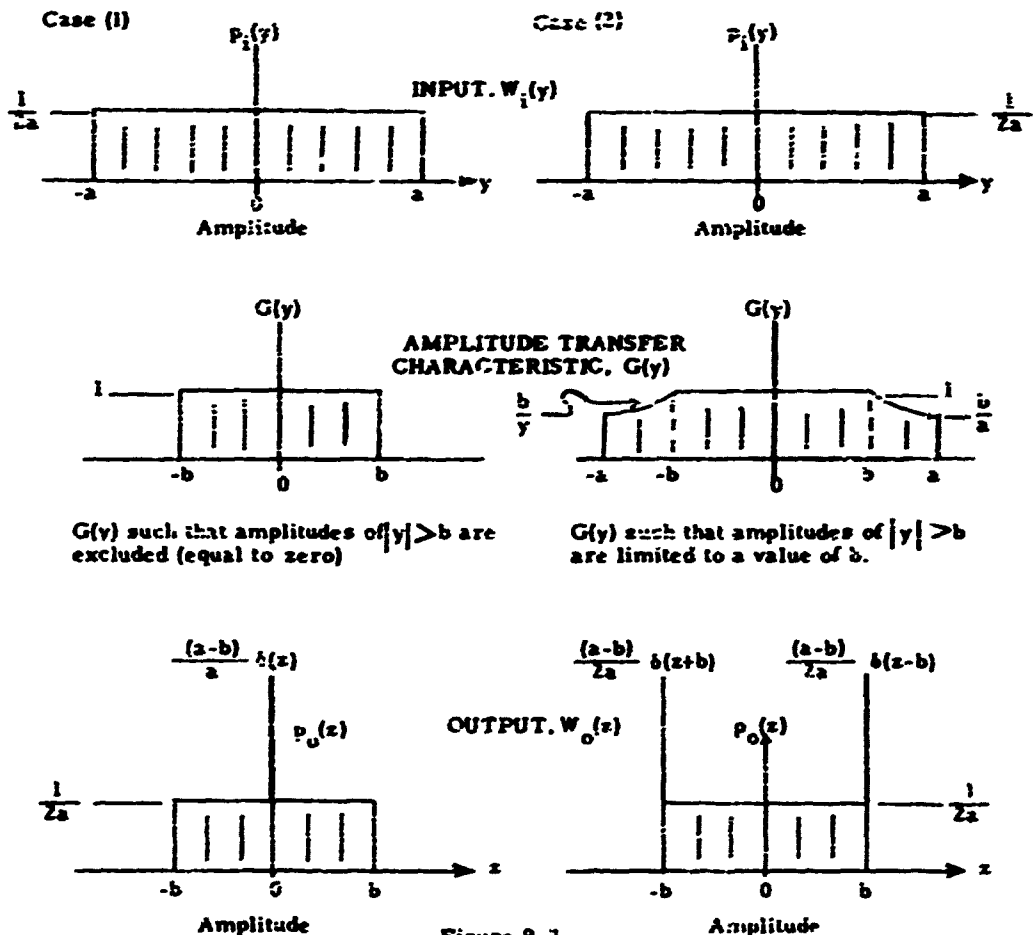 Case (1)
Case (2)
p_i(y)
p_i(y)
INPUT, W_i(y)
1/2a
1/2a
-a 0 a y
-a 0 a y
Amplitude
Amplitude
G(y)
G(y)
AMPLITUDE TRANSFER
CHARACTERISTIC, G(y)
1
b/y
1
b/a
-b 0 b
-a -b 0 b a
G(y) such that amplitudes of |y| > b are
excluded (equal to zero)
G(y) such that amplitudes of |y| > b
are limited to a value of b.
(a-b)/a δ(z)
(a-b)/2a δ(z+b)
(a-b)/2a δ(z-b)
p_o(z)
OUTPUT, W_o(z)
p_o(z)
1/2a
1/2a
-b 0 b z
-b 0 b z
Amplitude
Amplitude